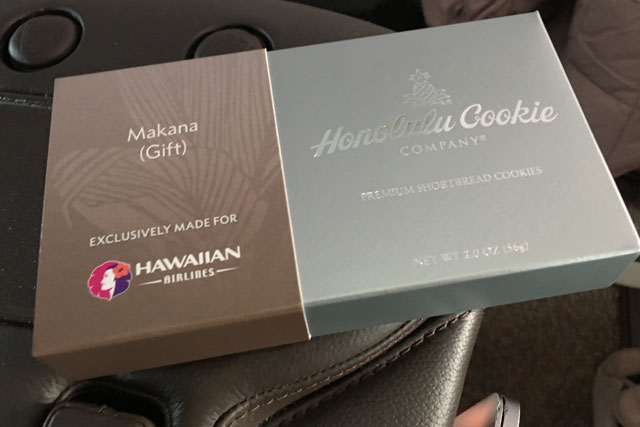 Makana
(Gift)
EXCLUSIVELY MADE FOR
HAWAIIAN
AIRLINES
Honolulu Cookie
COMPANY®
PREMIUM SHORTBREAD COOKIES
NET WT 2.0 OZ (56g)